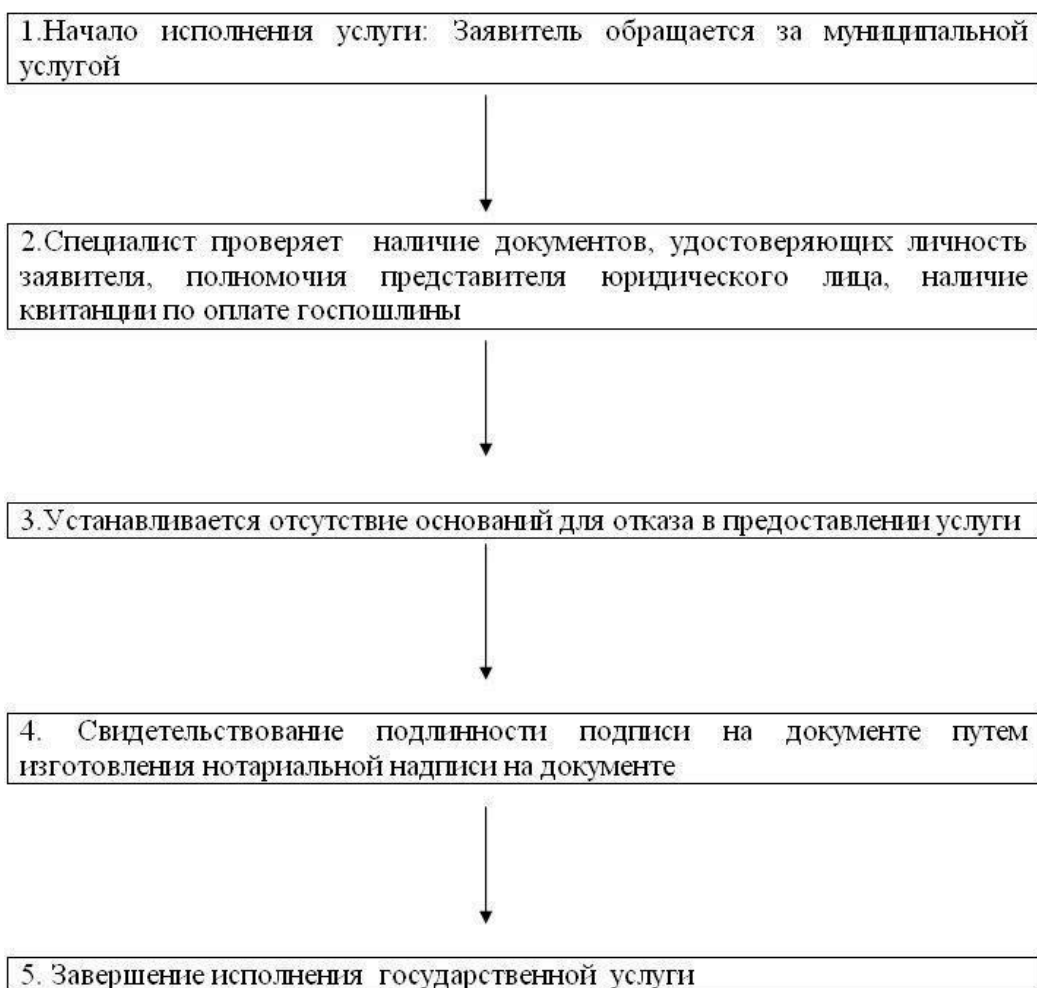 1.Начало исполнения услуги: Заявитель обращается за муниципальной
услугой
2.Специалист проверяет наличие документов, удостоверяющих личность
заявителя, полномочия представителя юридического лица, наличие
квитанции по оплате госпошлины
3.Устанавливается отсутствие оснований для отказа в предоставлении услуги
4. Свидетельствование подлинности подписи на документе путем
изготовления нотариальной надписи на документе
5. Завершение исполнения государственной услуги